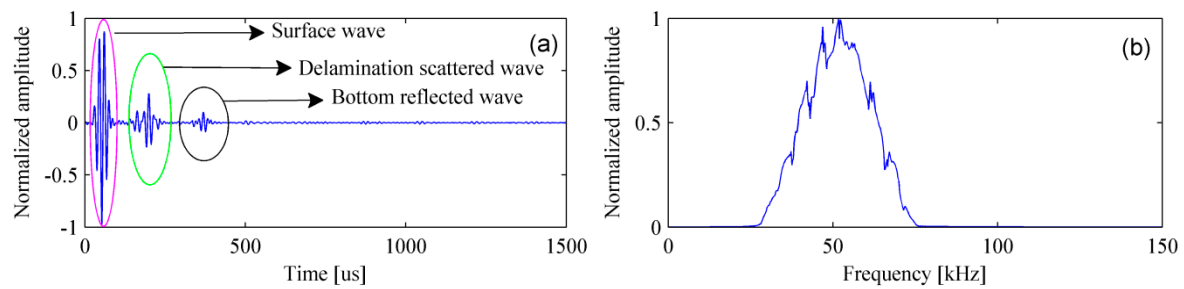 (a)
Normalized amplitude
1
0.5
0
-0.5
-1
Surface wave
Delamination scattered wave
Bottom reflected wave
0 500 1000 1500
Time [us]
(b)
Normalized amplitude
1
0.5
0
0 50 100 150
Frequency [kHz]